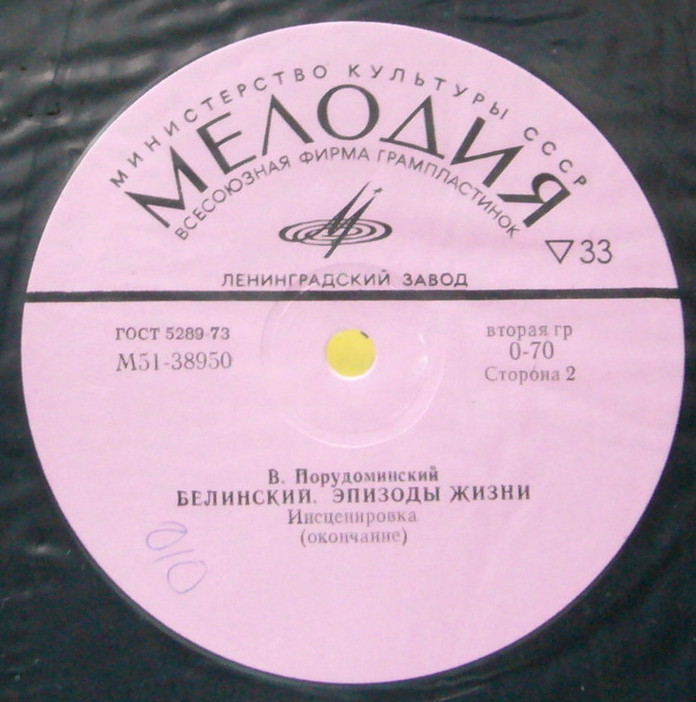 МИНИСТЕРСТВО КУЛЬТУРЫ СССР
МЕЛОДИЯ
ВСЕСОЮЗНАЯ ФИРМА ГРАМПЛАСТИНОК
▽33
ЛЕНИНГРАДСКИЙ ЗАВОД
ГОСТ 5289-73
М51-38950
вторая гр
0-70
Сторона 2
В. Порудоминский
БЕЛИНСКИЙ. ЭПИЗОДЫ ЖИЗНИ
Инсценировка
(окончание)
010